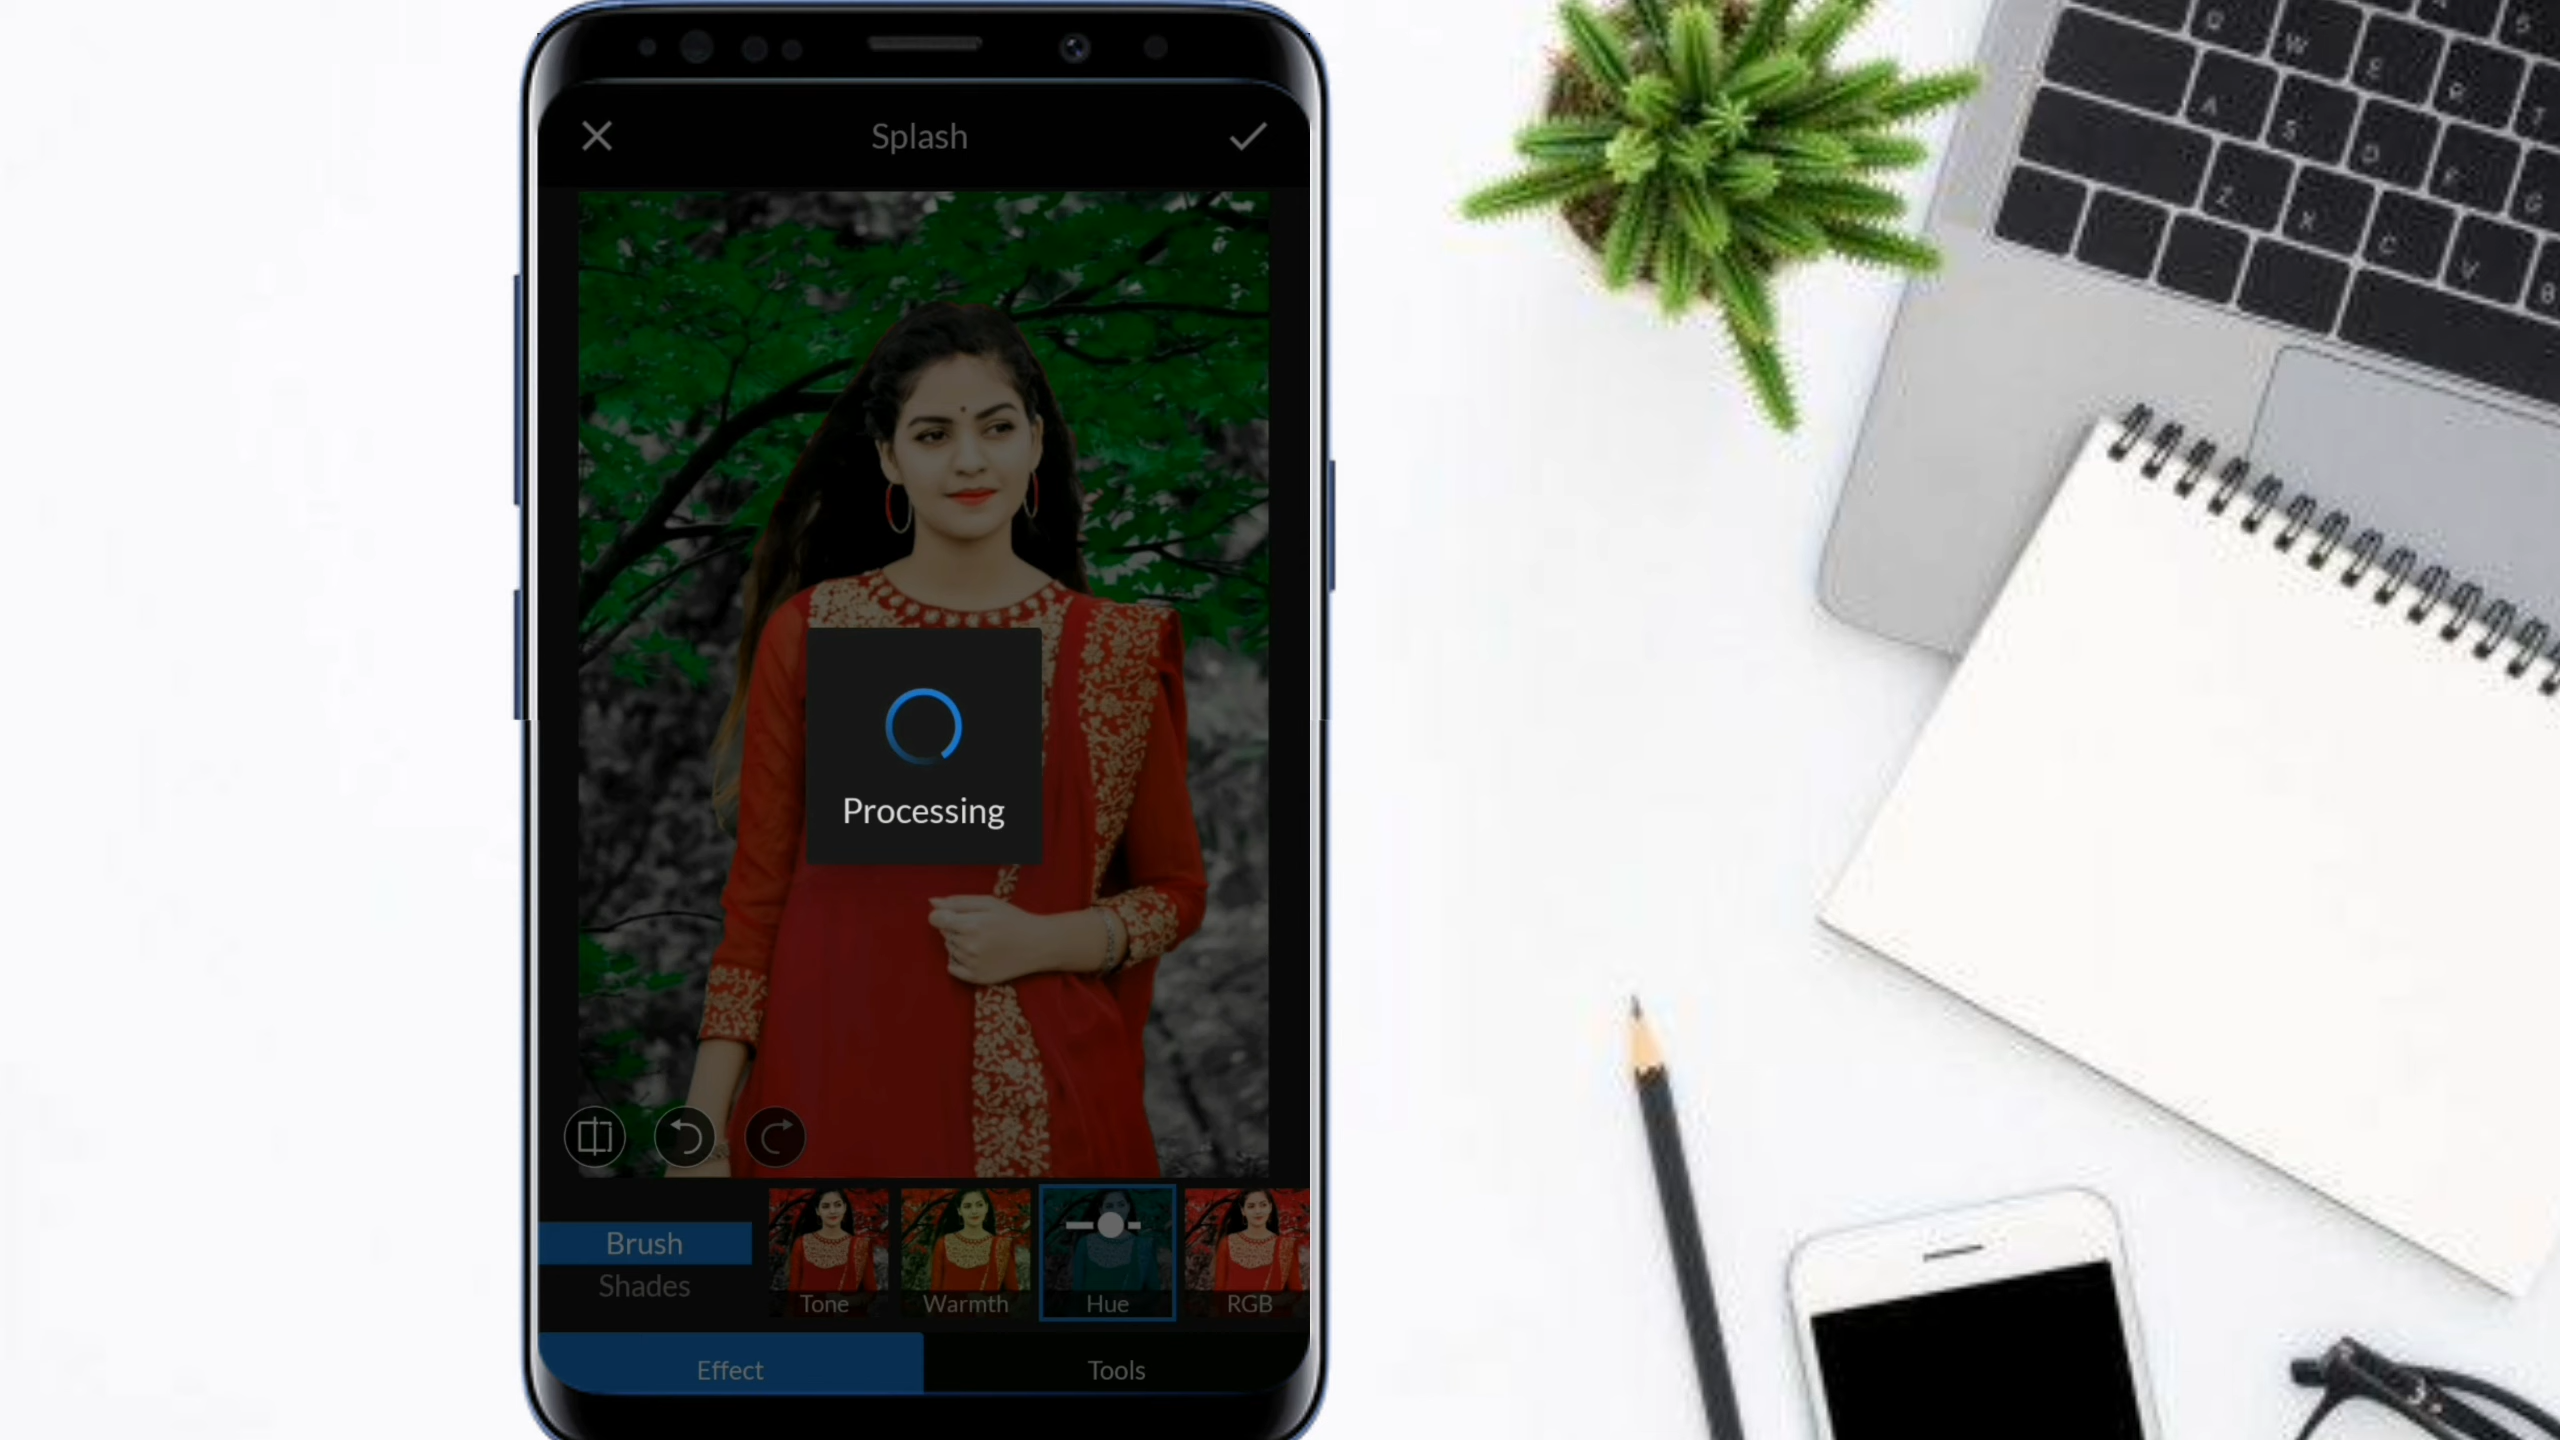 Splash
Processing
Brush
Shades
Tone
Warmth
Hue
RGB
Effect
Tools
Q
W
E
R
T
A
S
D
F
G
Z
X
C
V
B